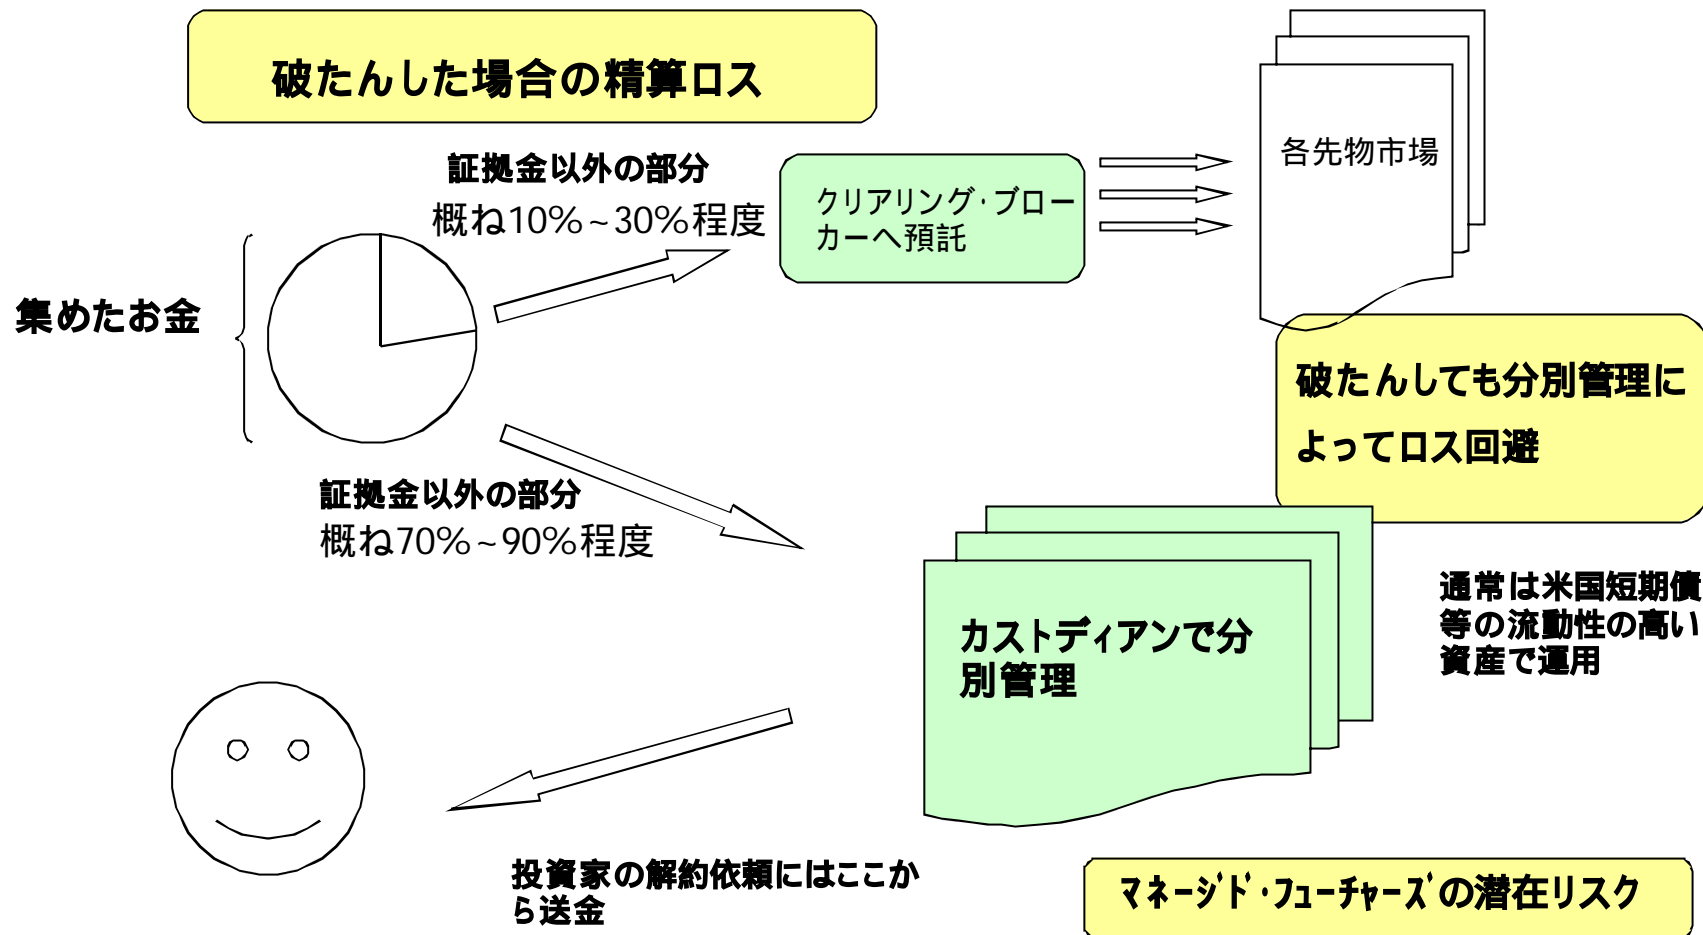 破たんした場合の精算ロス
証拠金以外の部分
概ね10%~30%程度
クリアリング・ブロー
カーへ預託
各先物市場
集めたお金
破たんしても分別管理に
よってロス回避
証拠金以外の部分
概ね70%~90%程度
カストディアンで分
別管理
通常は米国短期債
等の流動性の高い
資産で運用
投資家の解約依頼にはここか
ら送金
マネージド・フューチャーズの潜在リスク